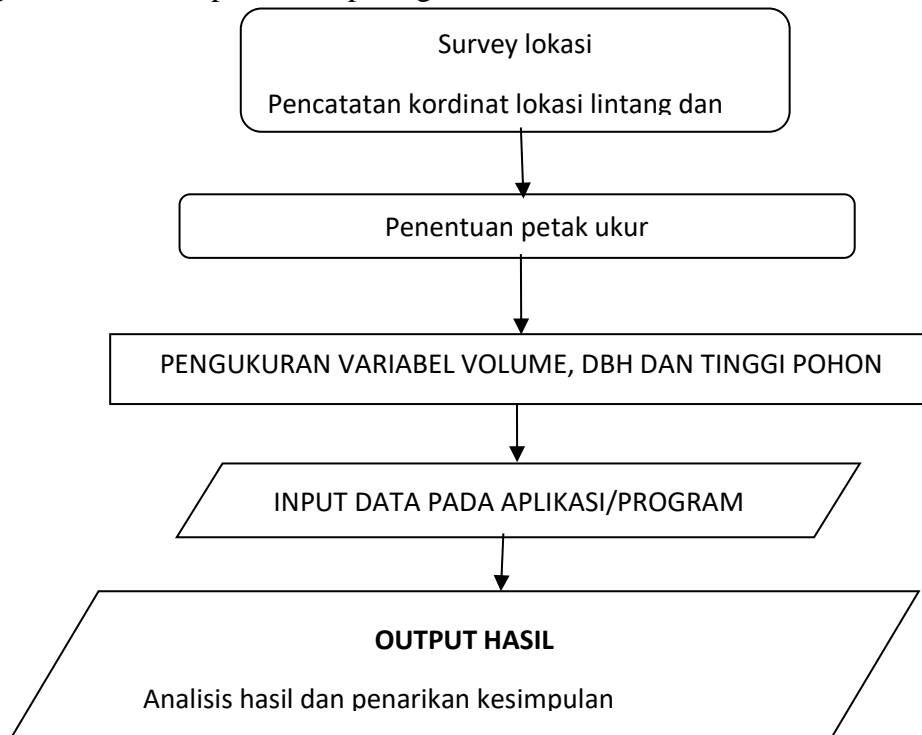 Survey lokasi
Pencatatan kordinat lokasi lintang dan
Penentuan petak ukur
PENGUKURAN VARIABEL VOLUME, DBH DAN TINGGI POHON
INPUT DATA PADA APLIKASI/PROGRAM
OUTPUT HASIL
Analisis hasil dan penarikan kesimpulan